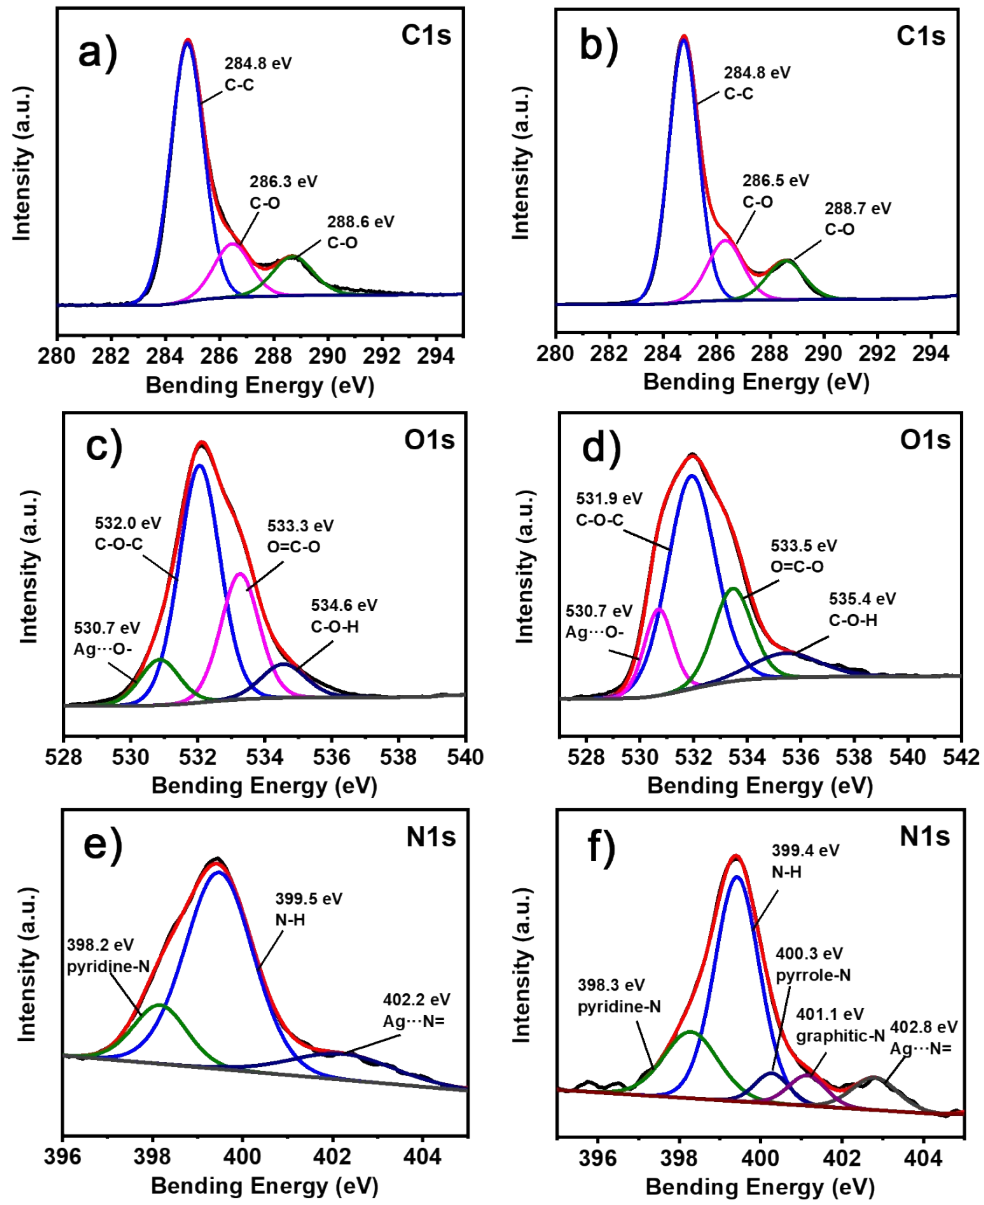 a)
C1s
284.8 eV
C-C
286.3 eV
C-O
288.6 eV
C-O
Intensity (a.u.)
280 282 284 286 288 290 292 294
Bending Energy (eV)
b)
C1s
284.8 eV
C-C
286.5 eV
C-O
288.7 eV
C-O
Intensity (a.u.)
280 282 284 286 288 290 292 294
Bending Energy (eV)
c)
O1s
532.0 eV
C-O-C
533.3 eV
O=C-O
534.6 eV
C-O-H
530.7 eV
Ag···O-
Intensity (a.u.)
528 530 532 534 536 538 540
Bending Energy (eV)
d)
O1s
531.9 eV
C-O-C
533.5 eV
O=C-O
535.4 eV
C-O-H
530.7 eV
Ag···O-
Intensity (a.u.)
528 530 532 534 536 538 540 542
Bending Energy (eV)
e)
N1s
399.5 eV
N-H
398.2 eV
pyridine-N
402.2 eV
Ag···N=
Intensity (a.u.)
396 398 400 402 404
Bending Energy (eV)
f)
N1s
399.4 eV
N-H
400.3 eV
pyrrole-N
398.3 eV
pyridine-N
401.1 eV
graphitic-N
402.8 eV
Ag···N=
Intensity (a.u.)
396 398 400 402 404
Bending Energy (eV)